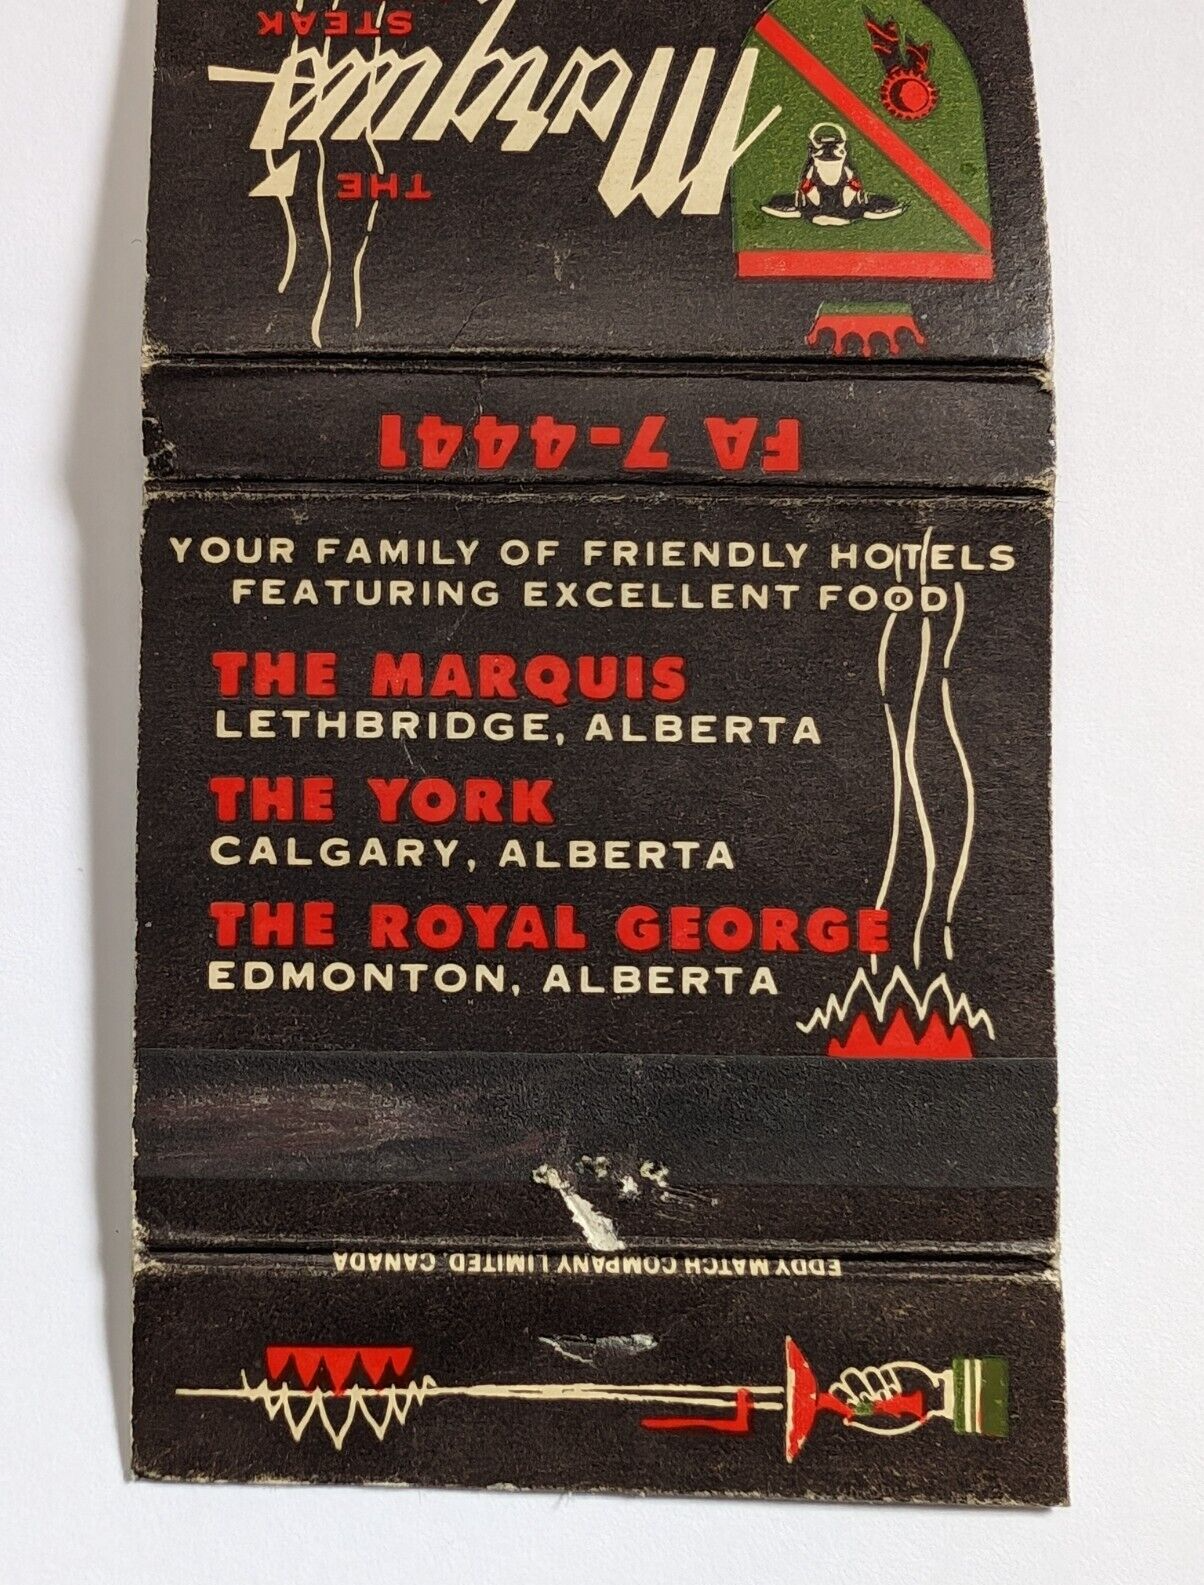 STEAK
Marquis
THE
FA 7-4441
YOUR FAMILY OF FRIENDLY HOTELS
FEATURING EXCELLENT FOOD
THE MARQUIS
LETHBRIDGE, ALBERTA
THE YORK
CALGARY, ALBERTA
THE ROYAL GEORGE
EDMONTON, ALBERTA
EDDY MATCH COMPANY LIMITED, CANADA